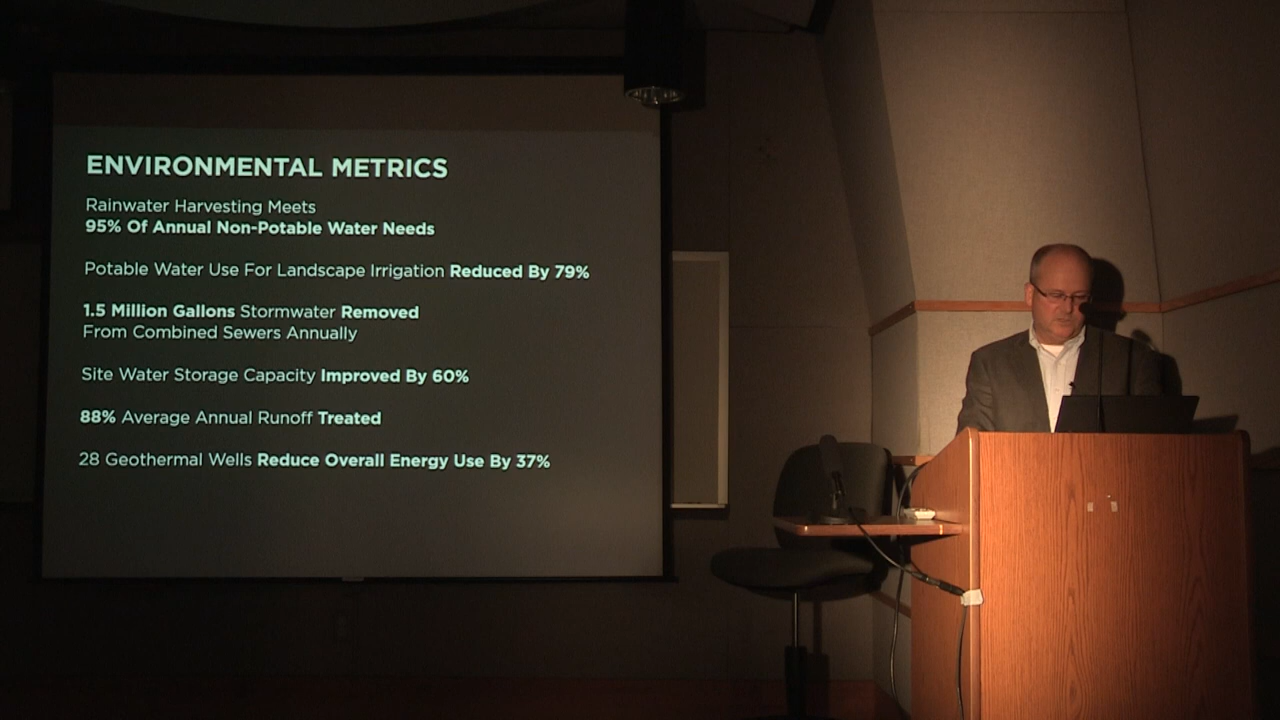 ENVIRONMENTAL METRICS
Rainwater Harvesting Meets
95% Of Annual Non-Potable Water Needs
Potable Water Use For Landscape Irrigation Reduced By 79%
1.5 Million Gallons Stormwater Removed
From Combined Sewers Annually
Site Water Storage Capacity Improved By 60%
88% Average Annual Runoff Treated
28 Geothermal Wells Reduce Overall Energy Use By 37%